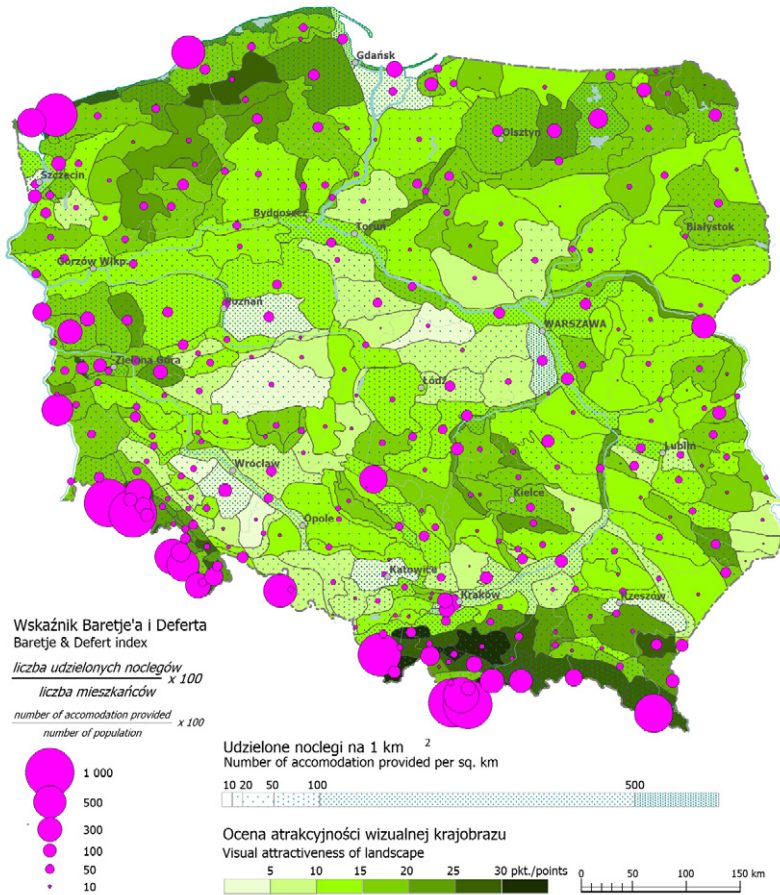 Gdańsk
Olsztyn
Szczecin
Bydgoszcz
Toruń
Białystok
Gorzów Wlkp.
Poznań
WARSZAWA
Zielona Góra
Łódź
Lublin
Wrocław
Kielce
Opole
Katowice
Kraków
Rzeszów
Wskaźnik Baretje'a i Deferta
Baretje & Defert index
liczba udzielonych noclegów
x 100
liczba mieszkańców
number of accomodation provided
x 100
number of population
1 000
500
300
100
50
10
Udzielone noclegi na 1 km 2
Number of accomodation provided per sq. km
10 20 50 100 500
Ocena atrakcyjności wizualnej krajobrazu
Visual attractiveness of landscape
5 10 15 20 25 30 pkt./points
0 50 100 150 km